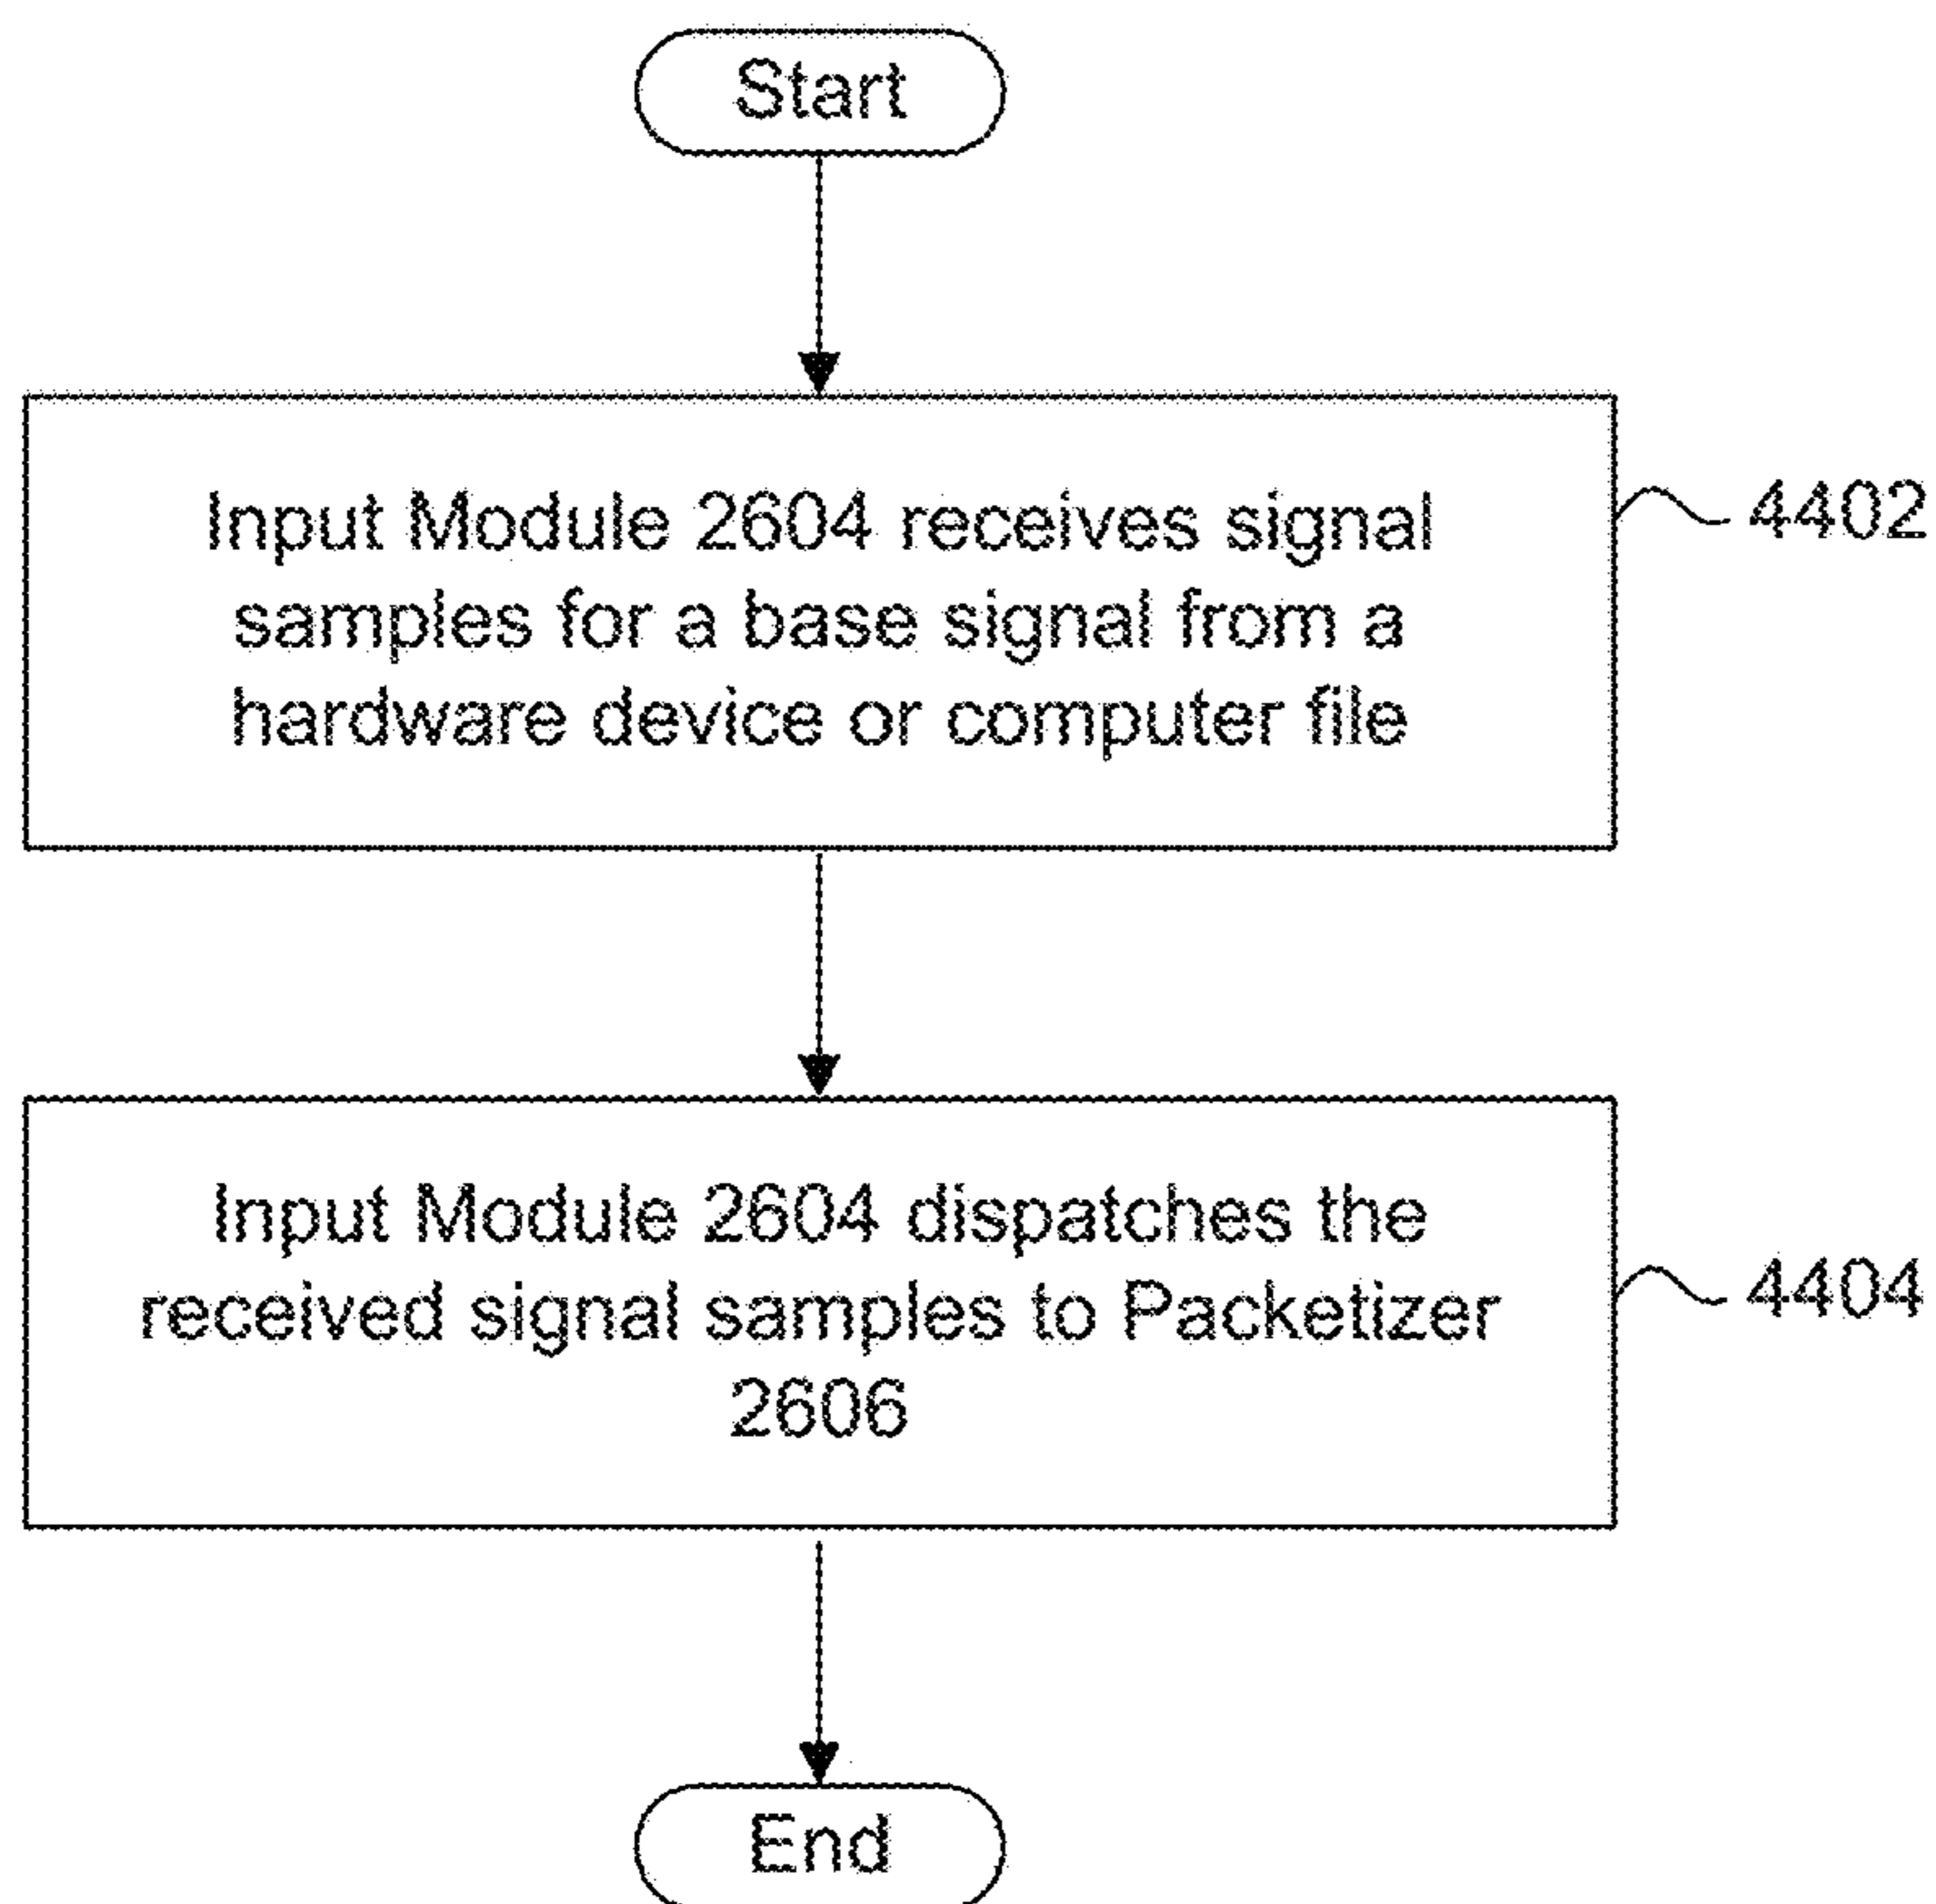 Start
Input Module 2604 receives signal
samples for a base signal from a
hardware device or computer file
4402
Input Module 2604 dispatches the
received signal samples to Packetizer
2606
4404
End